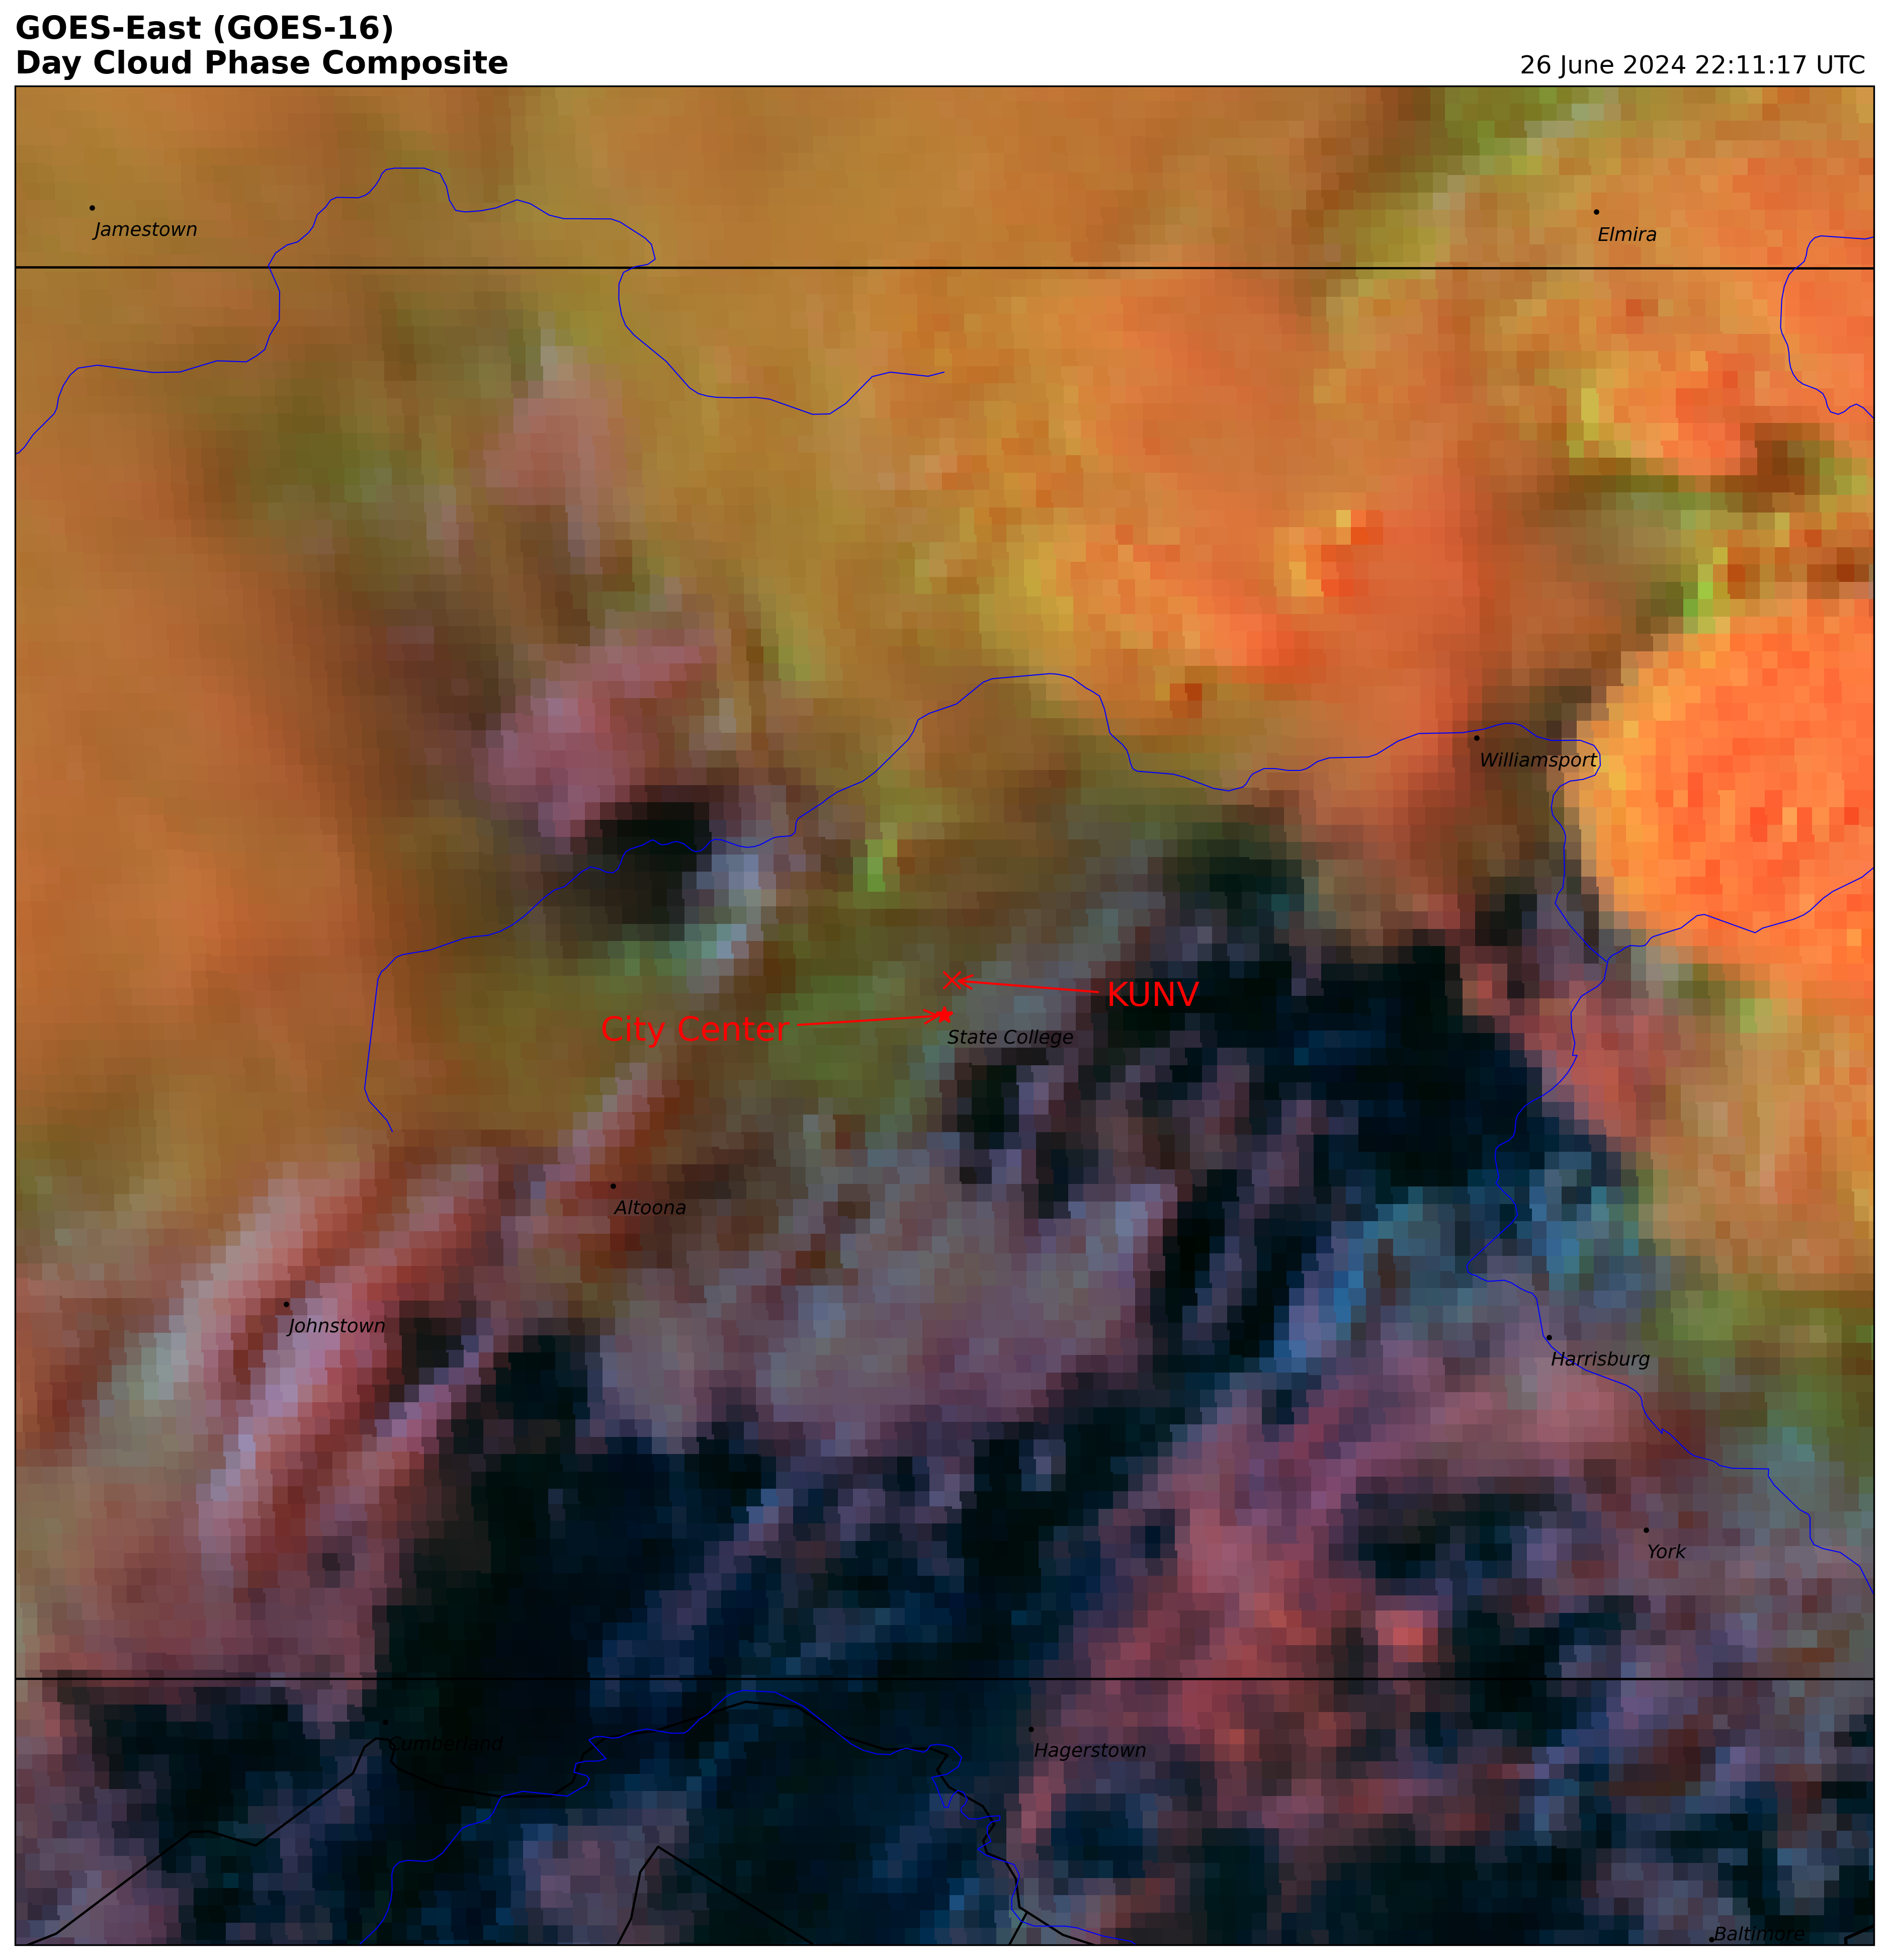 GOES-East (GOES-16)
Day Cloud Phase Composite
26 June 2024 22:11:17 UTC
Jamestown
Elmira
Williamsport
KUNV
City Center
State College
Altoona
Johnstown
Harrisburg
York
Cumberland
Hagerstown
Baltimore